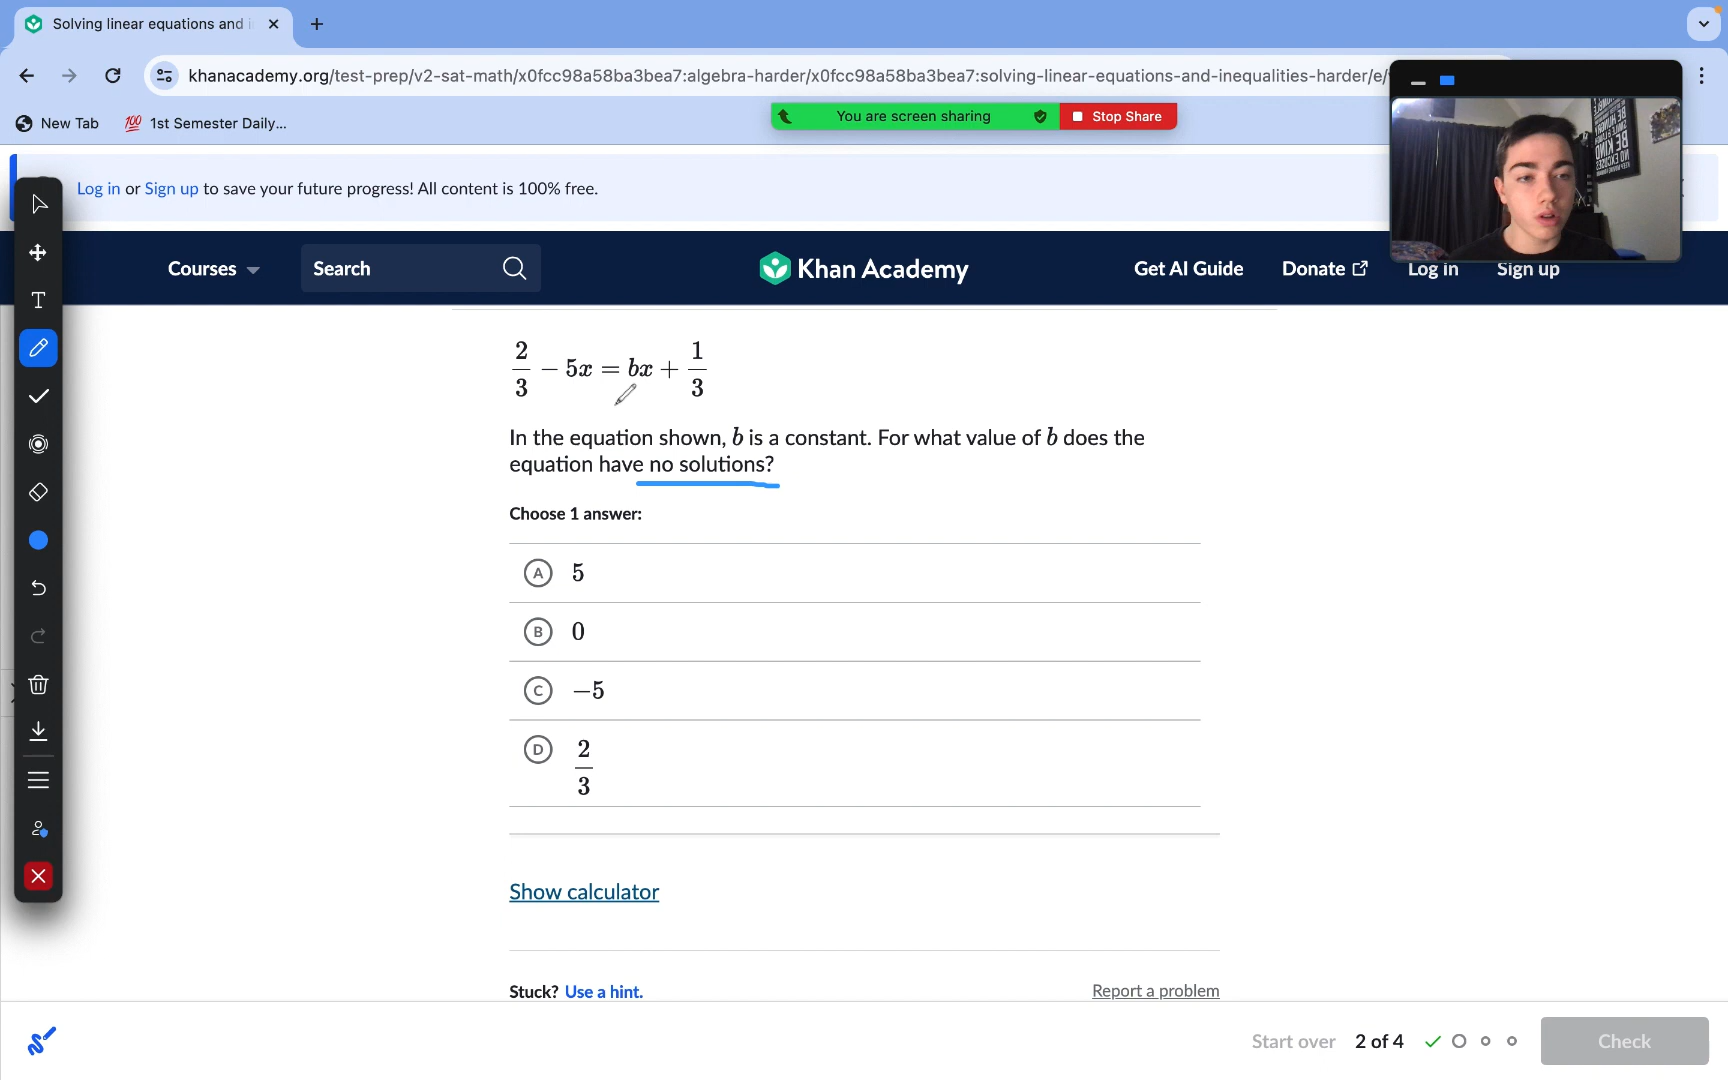 Solving linear equations and i
khanacademy.org/test-prep/v2-sat-math/x0fcc98a58ba3bea7:algebra-harder/x0fcc98a58ba3bea7:solving-linear-equations-and-inequalities-harder/e/
New Tab
100 1st Semester Daily...
You are screen sharing
Stop Share
Log in or Sign up to save your future progress! All content is 100% free.
Courses
Search
Khan Academy
Get AI Guide
Donate
Log in
Sign up
2/3 − 5x = bx + 1/3
In the equation shown, b is a constant. For what value of b does the
equation have no solutions?
Choose 1 answer:
A 5
B 0
C −5
D 2/3
Show calculator
Stuck? Use a hint.
Report a problem
Start over
2 of 4
Check
T